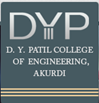 DYP
D. Y. PATIL COLLEGE
OF ENGINEERING,
AKURDI